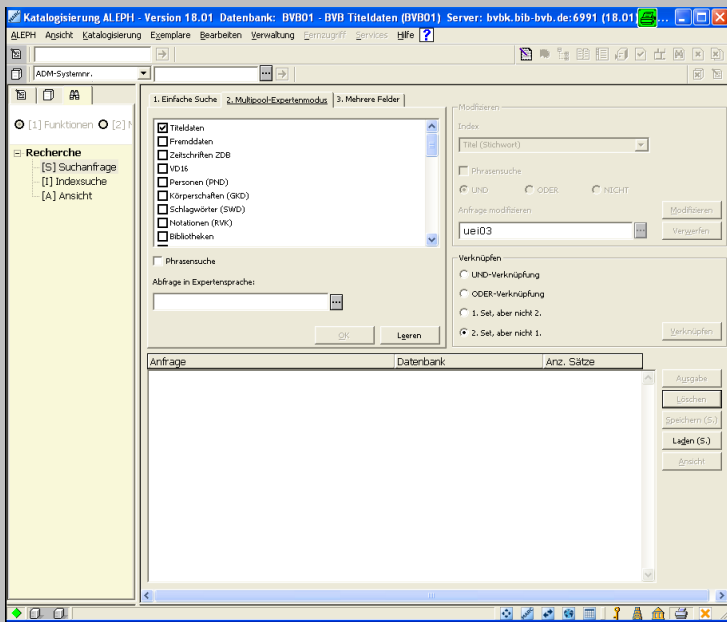 Katalogisierung ALEPH - Version 18.01 Datenbank: BVB01 - BVB Titeldaten (BVB01) Server: bvbk.bib-bvb.de:6991 (18.01) ...
ALEPH Ansicht Katalogisierung Exemplare Bearbeiten Verwaltung Fernzugriff Services Hilfe ?
ADM-Systemnr.
[1] Funktionen [2]
Recherche
[S] Suchanfrage
[I] Indexsuche
[A] Ansicht
1. Einfache Suche 2. Multipool-Expertenmodus 3. Mehrere Felder
Titeldaten
Fremddaten
Zeitschriften ZDB
VD16
Personen (PND)
Körperschaften (GKD)
Schlagwörter (SWD)
Notationen (RVK)
Bibliotheken
Phrasensuche
Abfrage in Expertensprache:
...
OK Leeren
Modifizieren
Index
Titel (Stichwort)
Phrasensuche
UND ODER NICHT
Anfrage modifizieren Modifizieren
uei03 ... Verwerfen
Verknüpfen
UND-Verknüpfung
ODER-Verknüpfung
1. Set, aber nicht 2.
2. Set, aber nicht 1. Verknüpfen
Anfrage Datenbank Anz. Sätze
Ausgabe
Löschen
Speichern (S.)
Laden (S.)
Ansicht